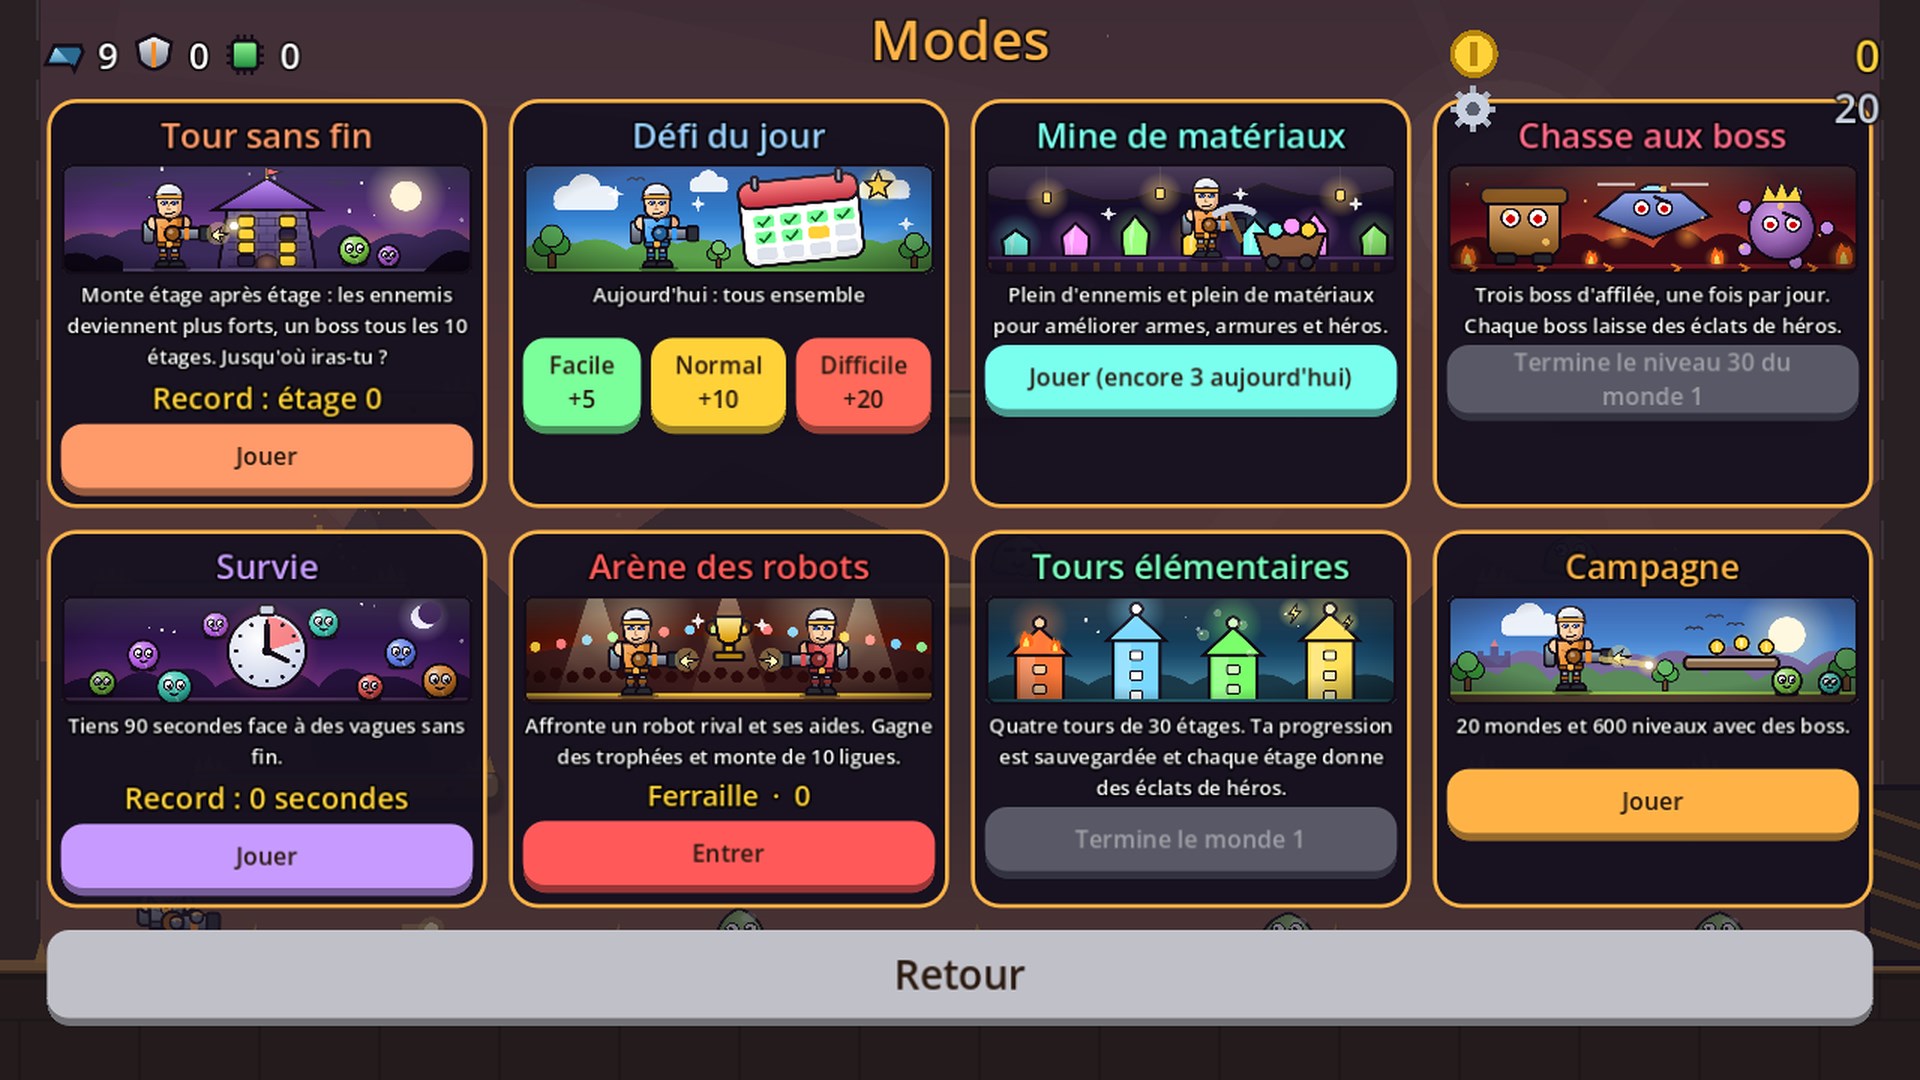 9 0 0
Modes
0
20
Tour sans fin
Monte étage après étage : les ennemis
deviennent plus forts, un boss tous les 10
étages. Jusqu'où iras-tu ?
Record : étage 0
Jouer
Défi du jour
Aujourd'hui : tous ensemble
Facile
+5
Normal
+10
Difficile
+20
Mine de matériaux
Plein d'ennemis et plein de matériaux
pour améliorer armes, armures et héros.
Jouer (encore 3 aujourd'hui)
Chasse aux boss
Trois boss d'affilée, une fois par jour.
Chaque boss laisse des éclats de héros.
Termine le niveau 30 du
monde 1
Survie
Tiens 90 secondes face à des vagues sans
fin.
Record : 0 secondes
Jouer
Arène des robots
Affronte un robot rival et ses aides. Gagne
des trophées et monte de 10 ligues.
Ferraille · 0
Entrer
Tours élémentaires
Quatre tours de 30 étages. Ta progression
est sauvegardée et chaque étage donne
des éclats de héros.
Termine le monde 1
Campagne
20 mondes et 600 niveaux avec des boss.
Jouer
Retour